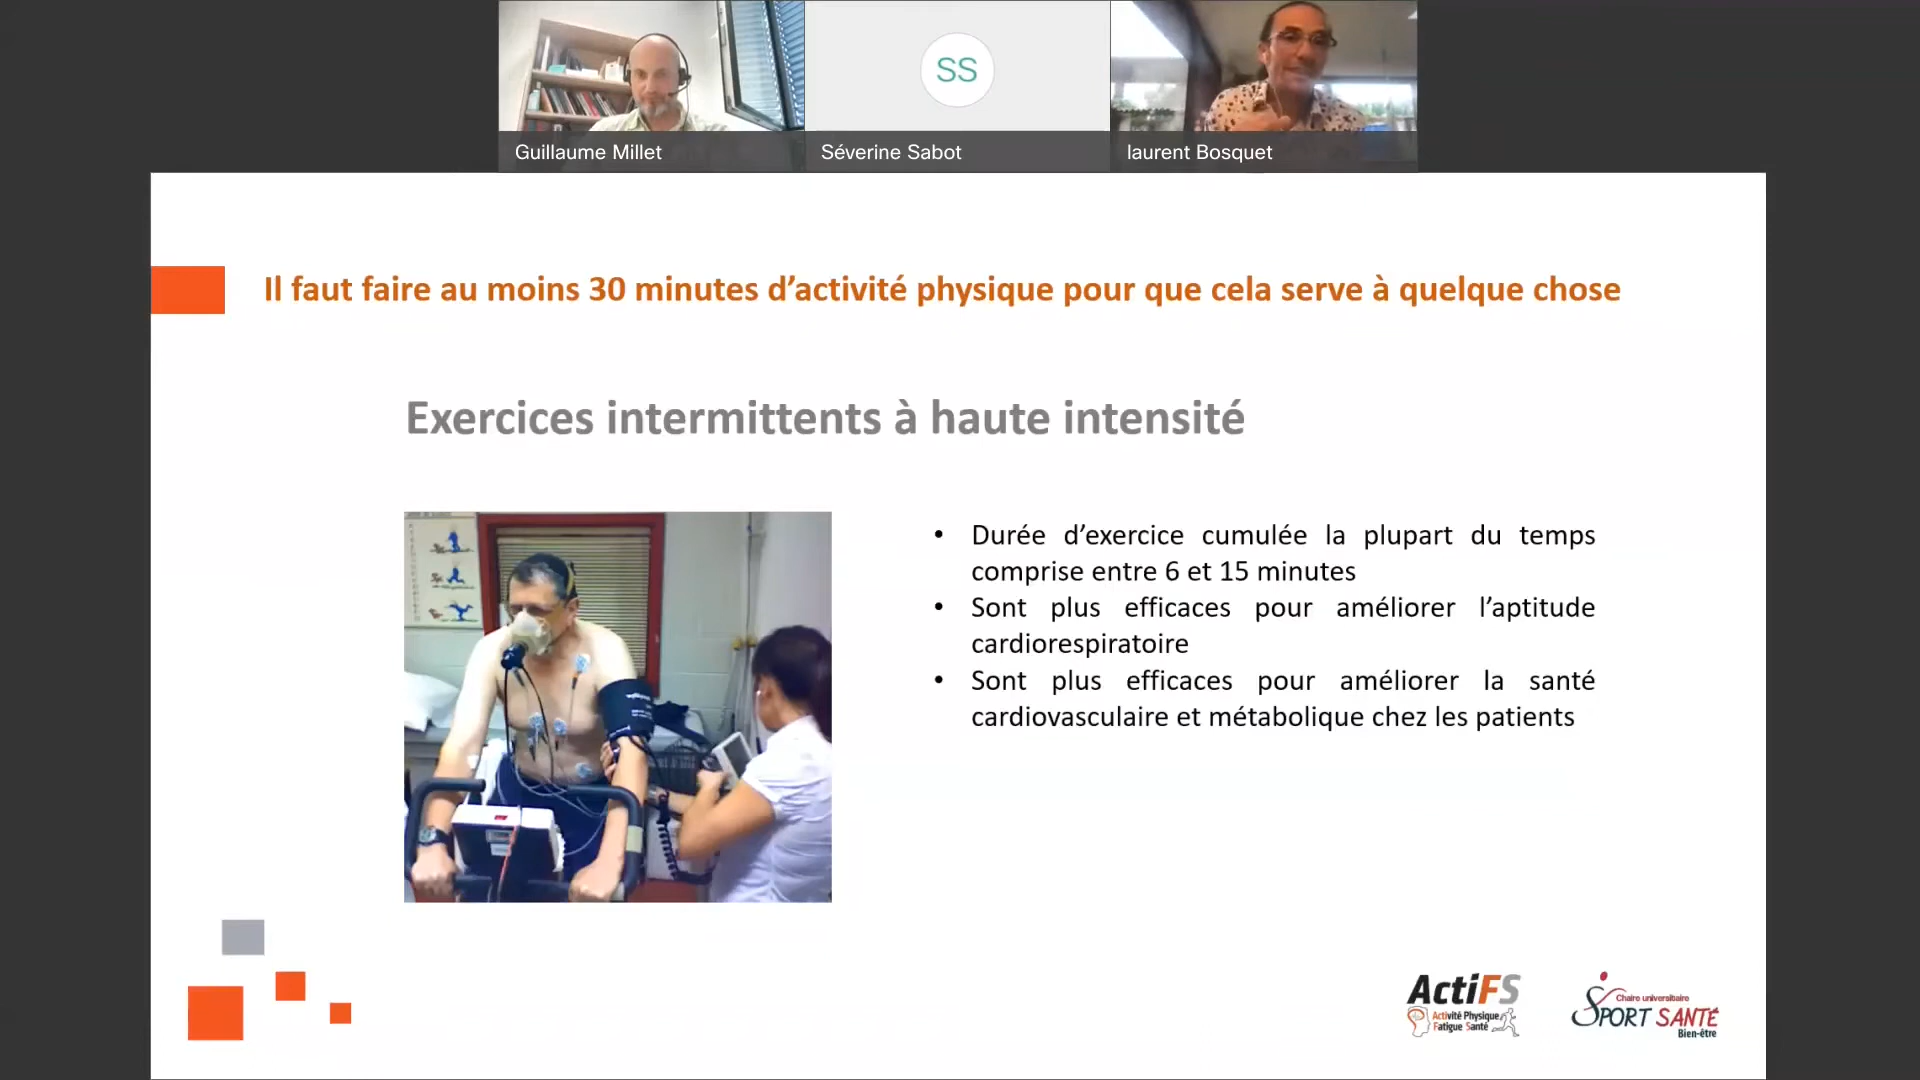 SS
Guillaume Millet
Séverine Sabot
laurent Bosquet
Il faut faire au moins 30 minutes d’activité physique pour que cela serve à quelque chose
Exercices intermittents à haute intensité
• Durée d’exercice cumulée la plupart du temps
comprise entre 6 et 15 minutes
• Sont plus efficaces pour améliorer l’aptitude
cardiorespiratoire
• Sont plus efficaces pour améliorer la santé
cardiovasculaire et métabolique chez les patients
ActiFS
Activité Physique
Fatigue Santé
Chaire universitaire
SPORT SANTÉ
Bien-être